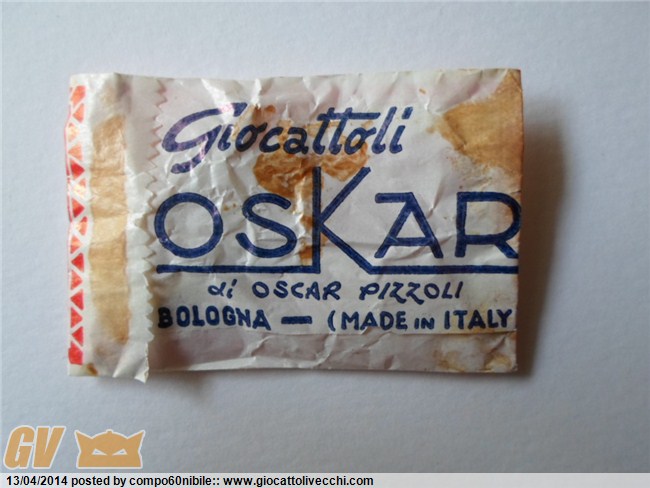 Giocattoli
OSKAR
di OSCAR PIZZOLI
BOLOGNA — (MADE IN ITALY
GV
13/04/2014 posted by compo60nibile:: www.giocattolivecchi.com